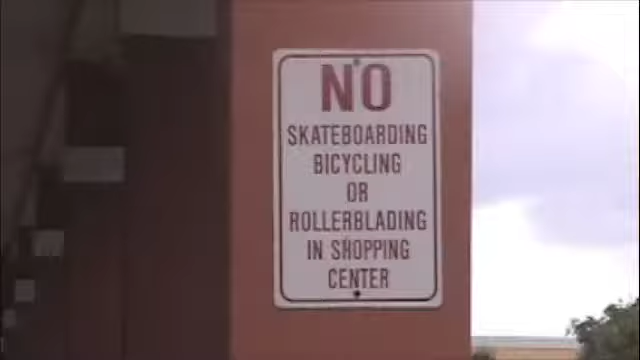 NO
SKATEBOARDING
BICYCLING
OR
ROLLERBLADING
IN SHOPPING
CENTER